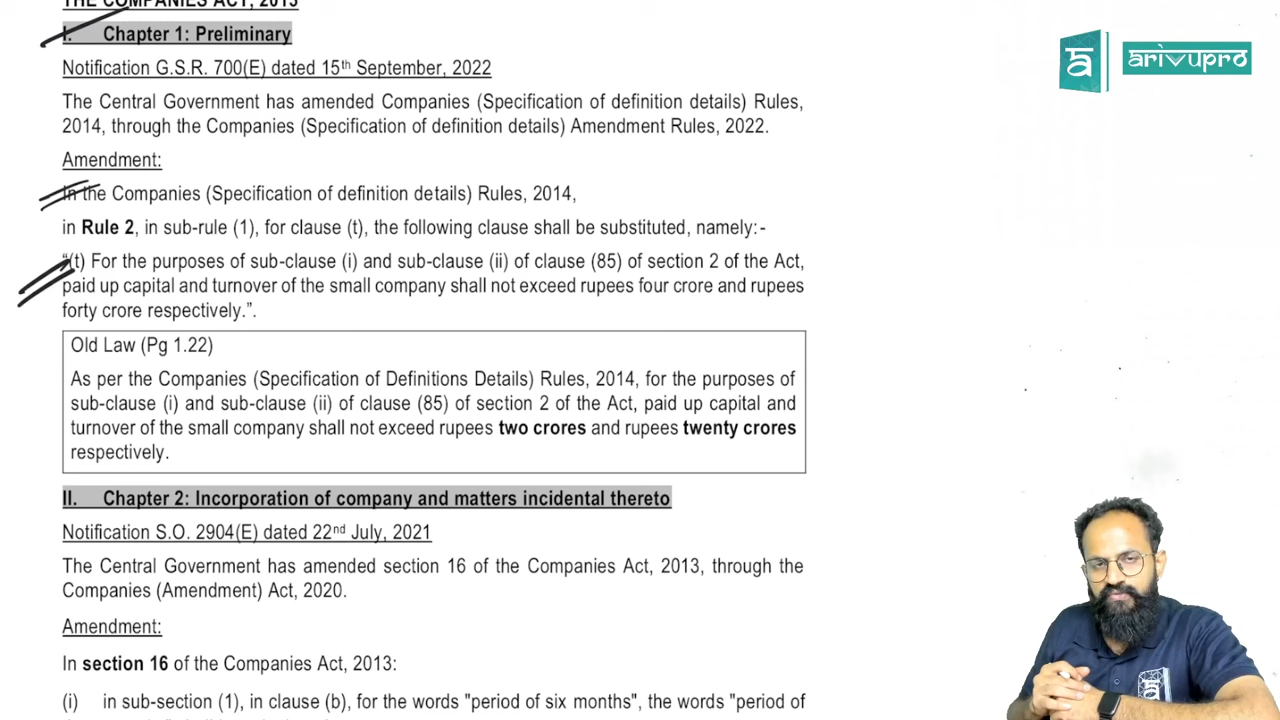 THE COMPANIES ACT, 2013
I. Chapter 1: Preliminary
Notification G.S.R. 700(E) dated 15th September, 2022
The Central Government has amended Companies (Specification of definition details) Rules,
2014, through the Companies (Specification of definition details) Amendment Rules, 2022.
Amendment:
In the Companies (Specification of definition details) Rules, 2014,
in Rule 2, in sub-rule (1), for clause (t), the following clause shall be substituted, namely:-
“(t) For the purposes of sub-clause (i) and sub-clause (ii) of clause (85) of section 2 of the Act,
paid up capital and turnover of the small company shall not exceed rupees four crore and rupees
forty crore respectively.”.
Old Law (Pg 1.22)
As per the Companies (Specification of Definitions Details) Rules, 2014, for the purposes of
sub-clause (i) and sub-clause (ii) of clause (85) of section 2 of the Act, paid up capital and
turnover of the small company shall not exceed rupees two crores and rupees twenty crores
respectively.
II. Chapter 2: Incorporation of company and matters incidental thereto
Notification S.O. 2904(E) dated 22nd July, 2021
The Central Government has amended section 16 of the Companies Act, 2013, through the
Companies (Amendment) Act, 2020.
Amendment:
In section 16 of the Companies Act, 2013:
(i) in sub-section (1), in clause (b), for the words "period of six months", the words "period of
arivupro